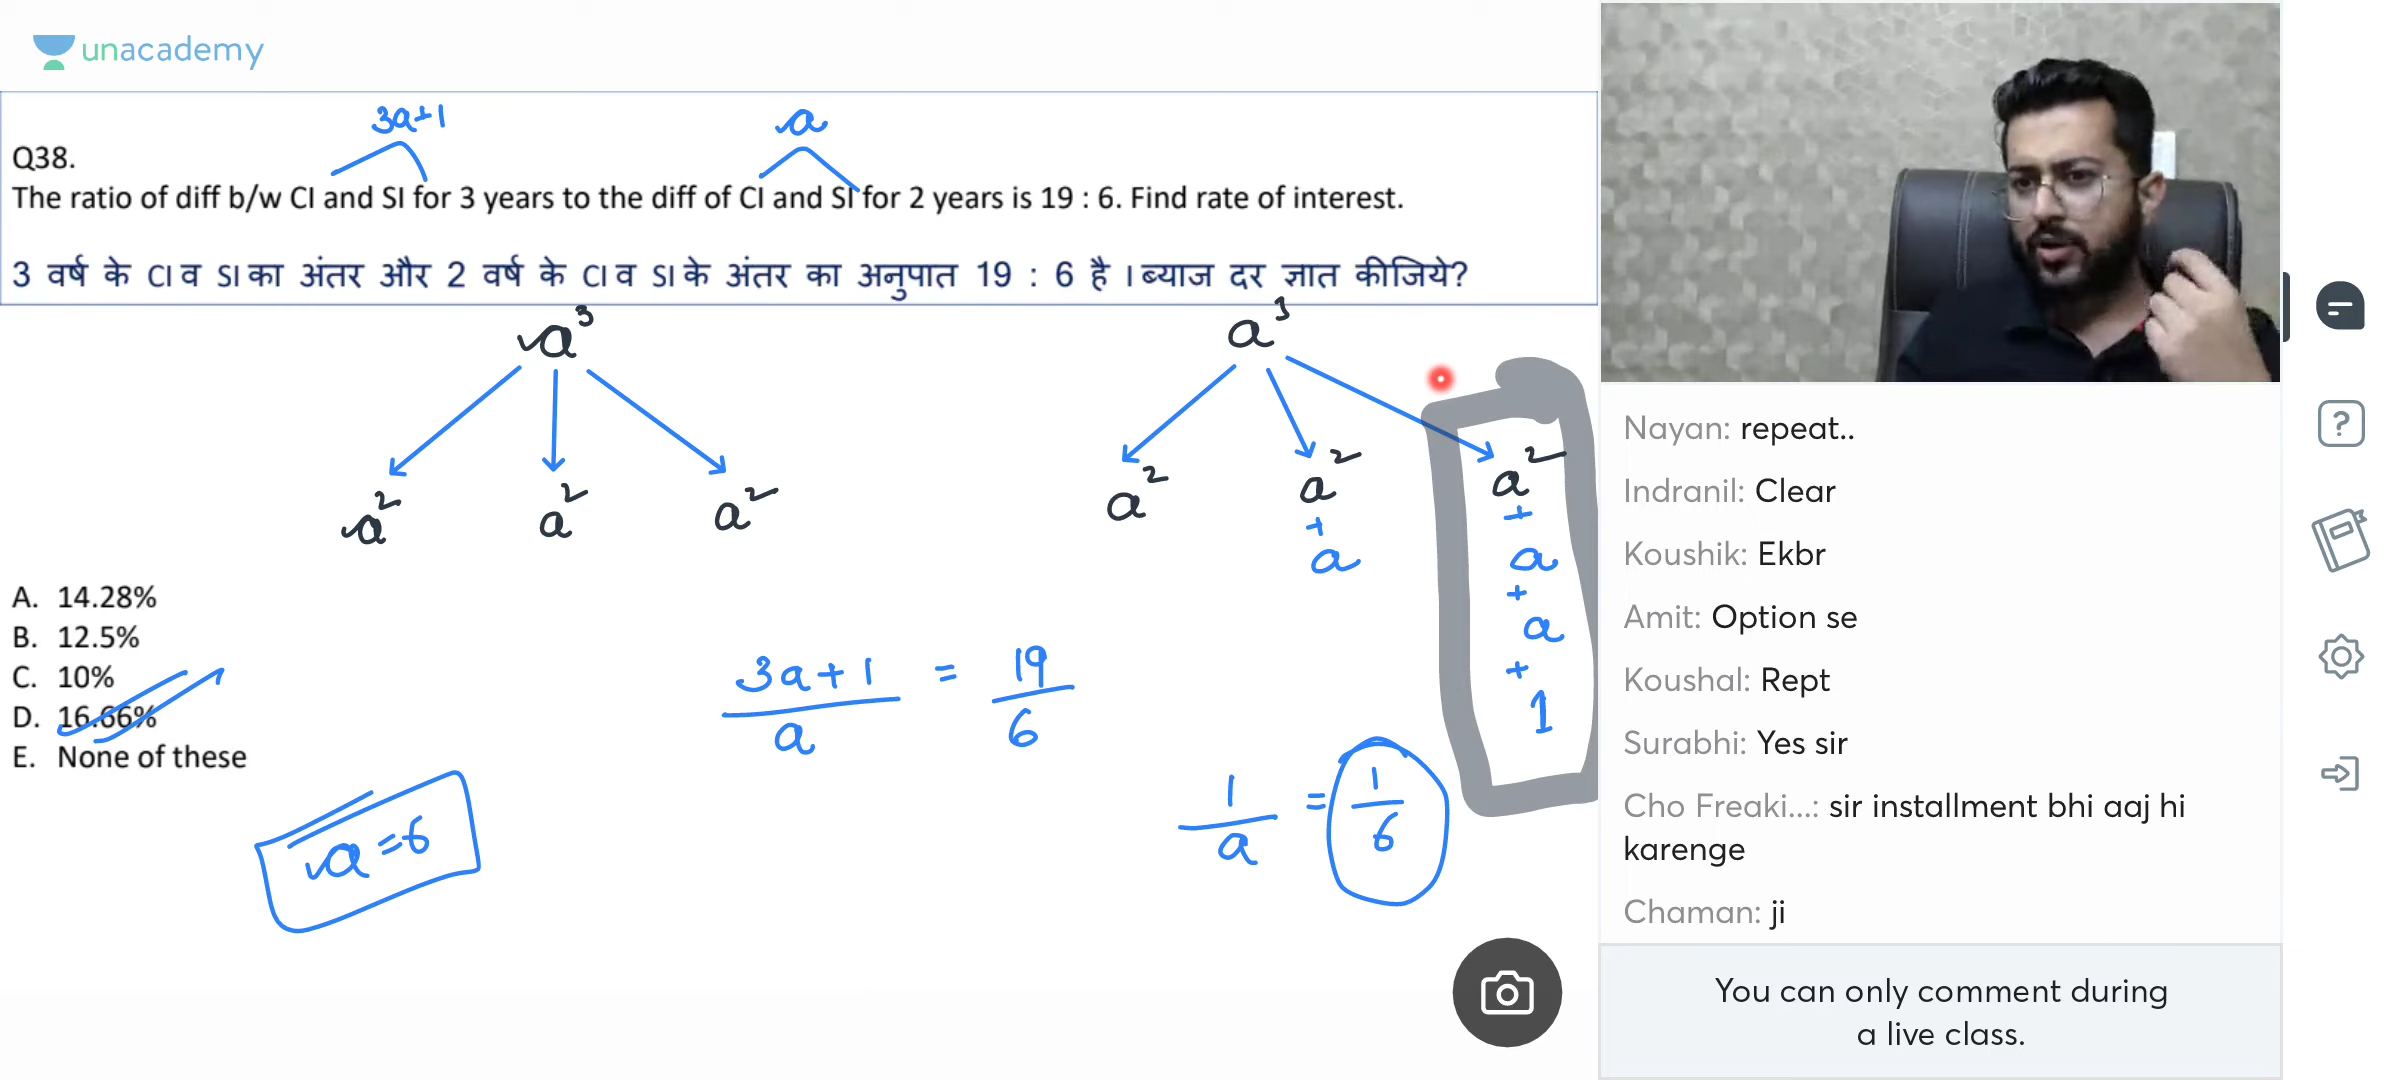 unacademy
3a+1
a
Q38.
The ratio of diff b/w CI and SI for 3 years to the diff of CI and SI for 2 years is 19 : 6. Find rate of interest.
3 वर्ष के CI व SI का अंतर और 2 वर्ष के CI व SI के अंतर का अनुपात 19 : 6 है । ब्याज दर ज्ञात कीजिये?
a³
a² a² a²
a³
a² a² a²
+ +
a a
+
a
+
1
A. 14.28%
B. 12.5%
C. 10%
D. 16.66%
E. None of these
3a+1 = 19
a 6
1 = 1
a 6
a=6
Nayan: repeat..
Indranil: Clear
Koushik: Ekbr
Amit: Option se
Koushal: Rept
Surabhi: Yes sir
Cho Freaki...: sir installment bhi aaj hi
karenge
Chaman: ji
You can only comment during
a live class.
?